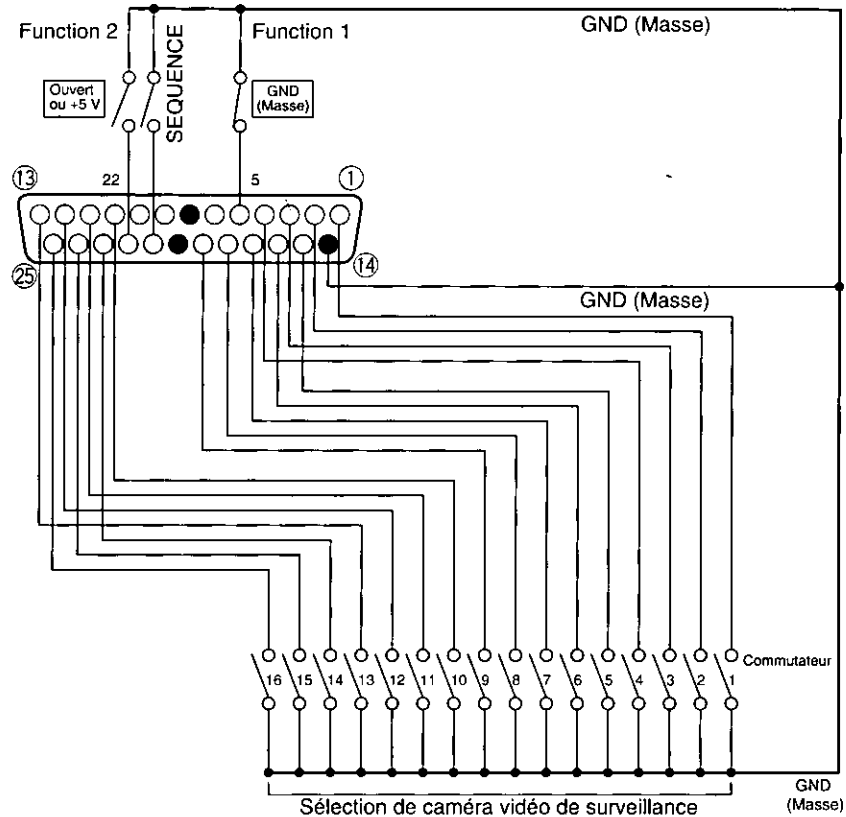 Function 2
SEQUENCE
Function 1
GND (Masse)
Ouvert
ou +5 V
GND
(Masse)
13
22
5
1
25
14
GND (Masse)
16
15
14
13
12
11
10
9
8
7
6
5
4
3
2
1
Commutateur
Sélection de caméra vidéo de surveillance
GND
(Masse)